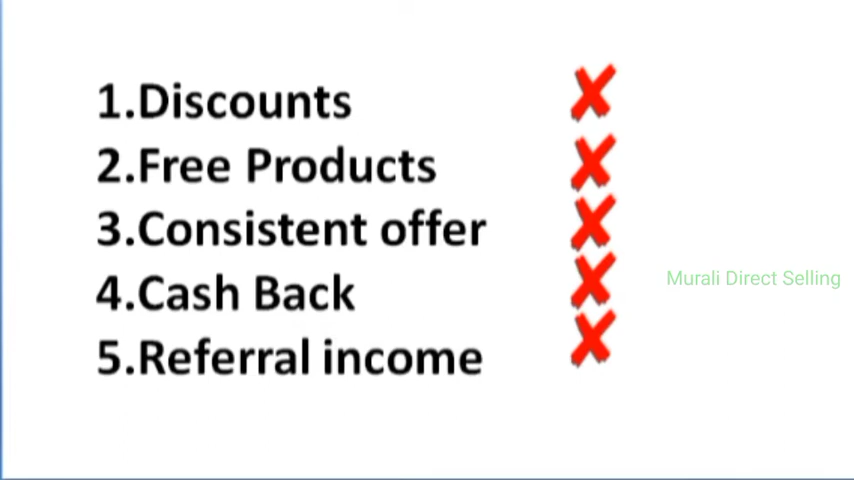 1.Discounts
2.Free Products
3.Consistent offer
4.Cash Back
5.Referral income
Murali Direct Selling